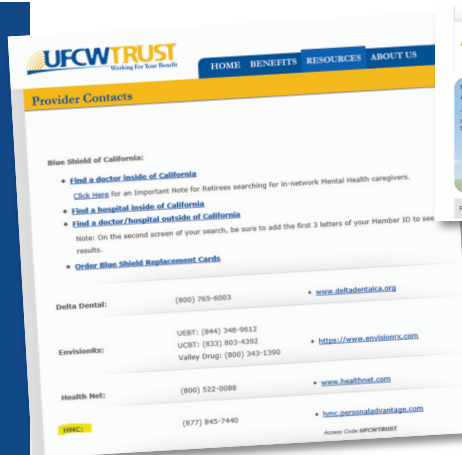 UFCWTRUST
Working For Your Benefit
HOME BENEFITS RESOURCES ABOUT US
Provider Contacts
Blue Shield of California:
• Find a doctor inside of California
Click Here for an Important Note for Retirees searching for in-network Mental Health caregivers.
• Find a hospital inside of California
• Find a doctor/hospital outside of California
Note: On the second screen of your search, be sure to add the first 3 letters of your Member ID to see
results.
• Order Blue Shield Replacement Cards
Delta Dental: (800) 765-6003 • www.deltadentalca.org
UEBT: (844) 348-9612
EnvisionRx: UCBT: (833) 803-4392 • https://www.envisionrx.com
Valley Drug: (800) 343-1390
Health Net: (800) 522-0088 • www.healthnet.com
HMC: (877) 845-7440 • hmc.personaladvantage.com
Access Code UFCWTRUST